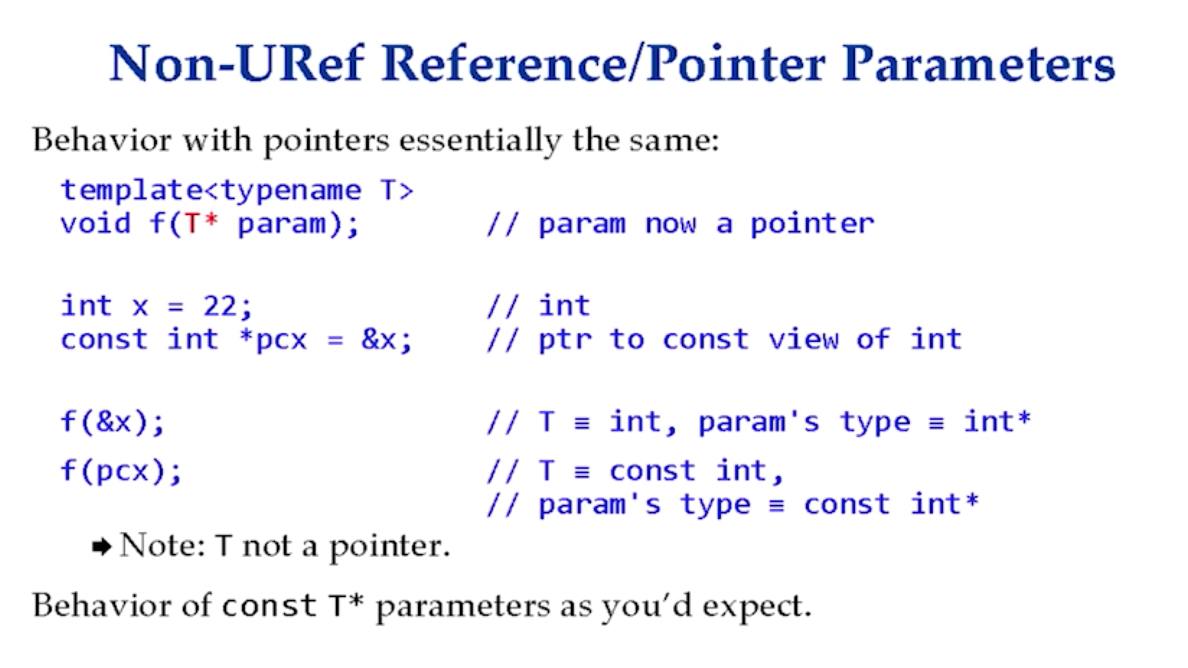 Non-URef Reference/Pointer Parameters
Behavior with pointers essentially the same:
template<typename T>
void f(T* param); // param now a pointer
int x = 22; // int
const int *pcx = &x; // ptr to const view of int
f(&x); // T ≡ int, param's type ≡ int*
f(pcx); // T ≡ const int,
// param's type ≡ const int*
➡ Note: T not a pointer.
Behavior of const T* parameters as you'd expect.